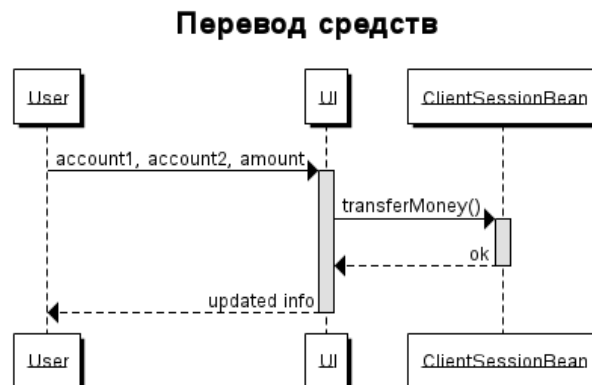 Перевод средств
User UI ClientSessionBean
account1, account2, amount
transferMoney()
ok
updated info
User UI ClientSessionBean